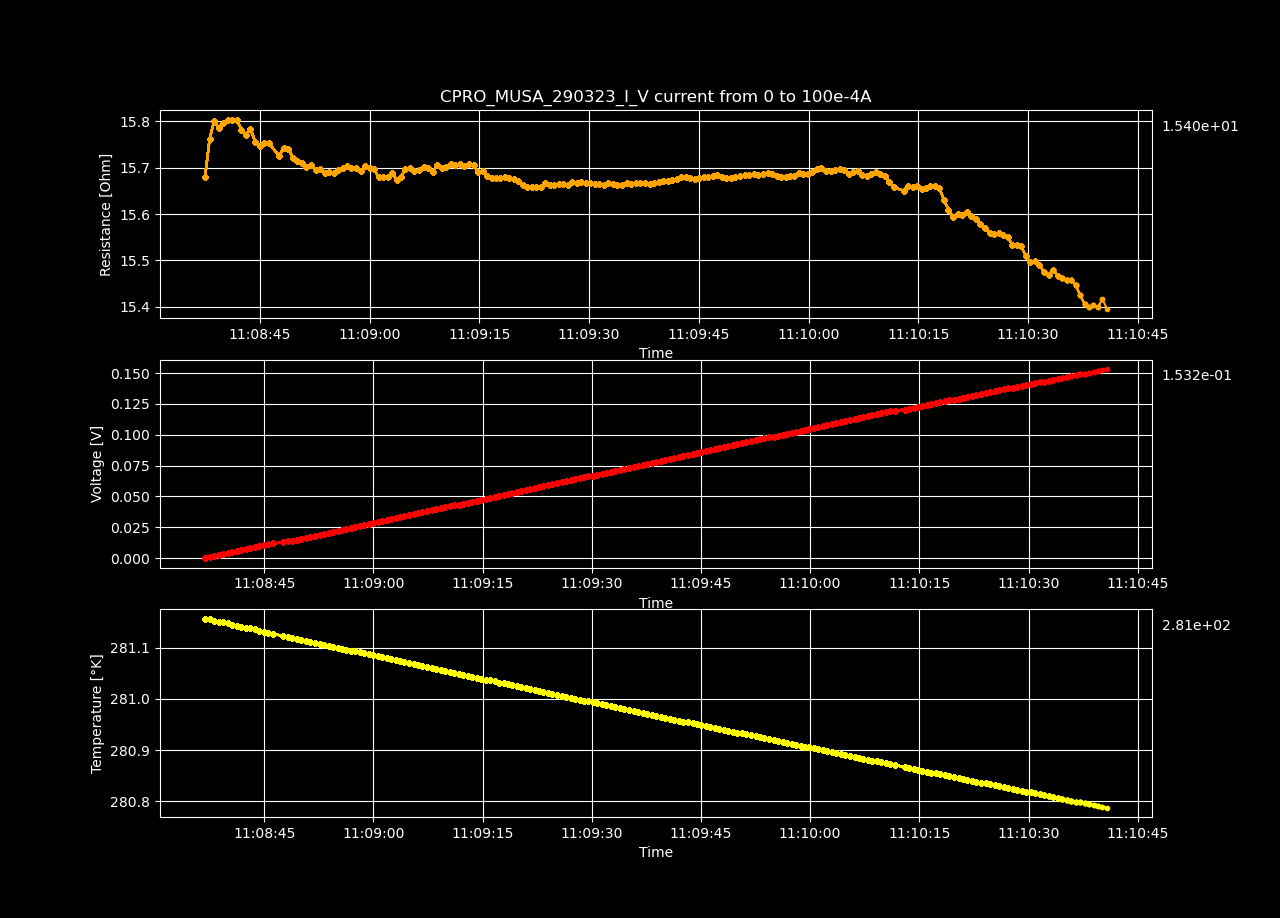 CPRO_MUSA_290323_I_V current from 0 to 100e-4A
15.8
15.7
15.6
15.5
15.4
Resistance [Ohm]
1.540e+01
11:08:45 11:09:00 11:09:15 11:09:30 11:09:45 11:10:00 11:10:15 11:10:30 11:10:45
Time
0.150
0.125
0.100
0.075
0.050
0.025
0.000
Voltage [V]
1.532e-01
11:08:45 11:09:00 11:09:15 11:09:30 11:09:45 11:10:00 11:10:15 11:10:30 11:10:45
Time
281.1
281.0
280.9
280.8
Temperature [°K]
2.81e+02
11:08:45 11:09:00 11:09:15 11:09:30 11:09:45 11:10:00 11:10:15 11:10:30 11:10:45
Time